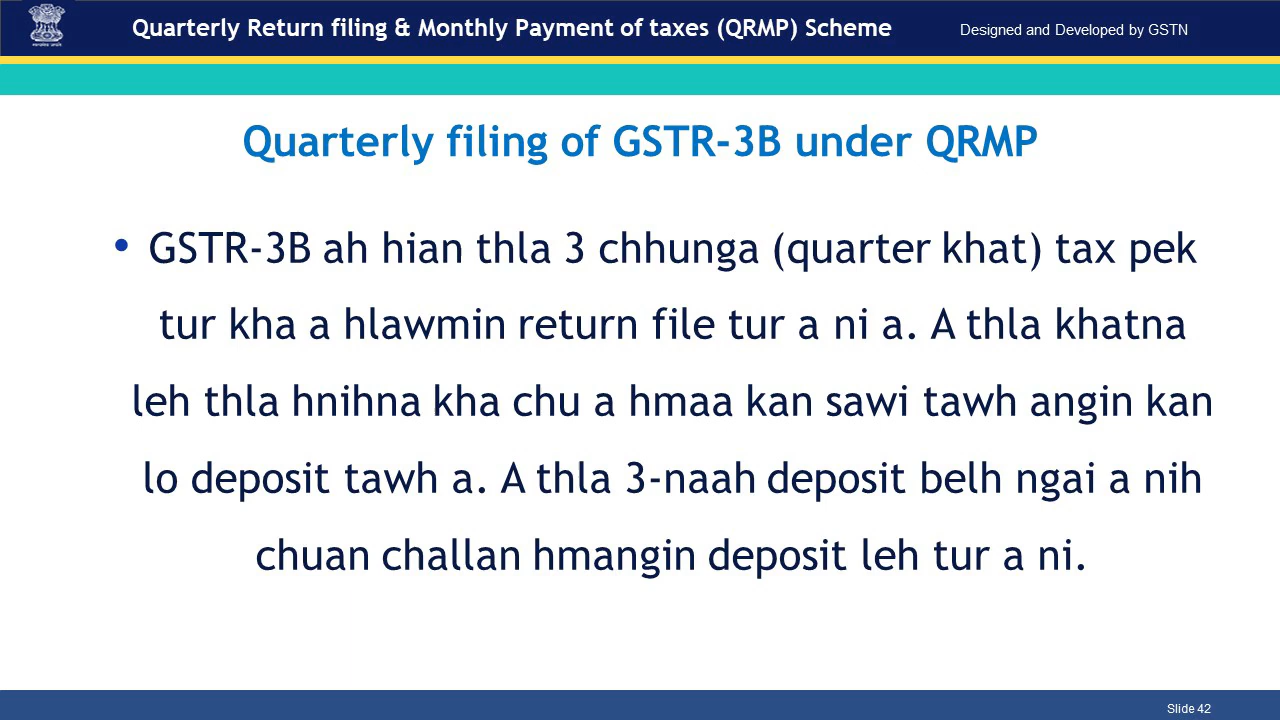 Quarterly Return filing & Monthly Payment of taxes (QRMP) Scheme
Designed and Developed by GSTN
Quarterly filing of GSTR-3B under QRMP
• GSTR-3B ah hian thla 3 chhunga (quarter khat) tax pek
tur kha a hlawmin return file tur a ni a. A thla khatna
leh thla hnihna kha chu a hmaa kan sawi tawh angin kan
lo deposit tawh a. A thla 3-naah deposit belh ngai a nih
chuan challan hmangin deposit leh tur a ni.
Slide 42